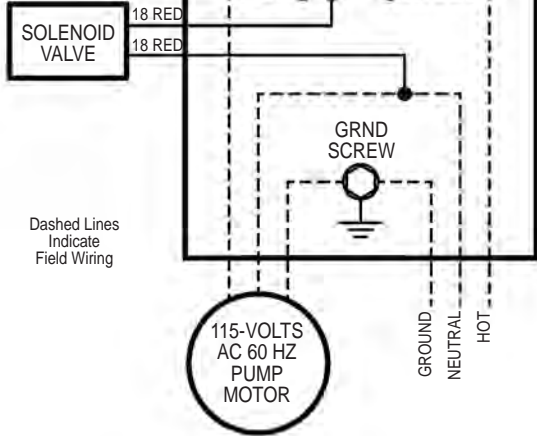 18 RED
SOLENOID
VALVE
18 RED
GRND
SCREW
Dashed Lines
Indicate
Field Wiring
115-VOLTS
AC 60 HZ
PUMP
MOTOR
GROUND
NEUTRAL
HOT